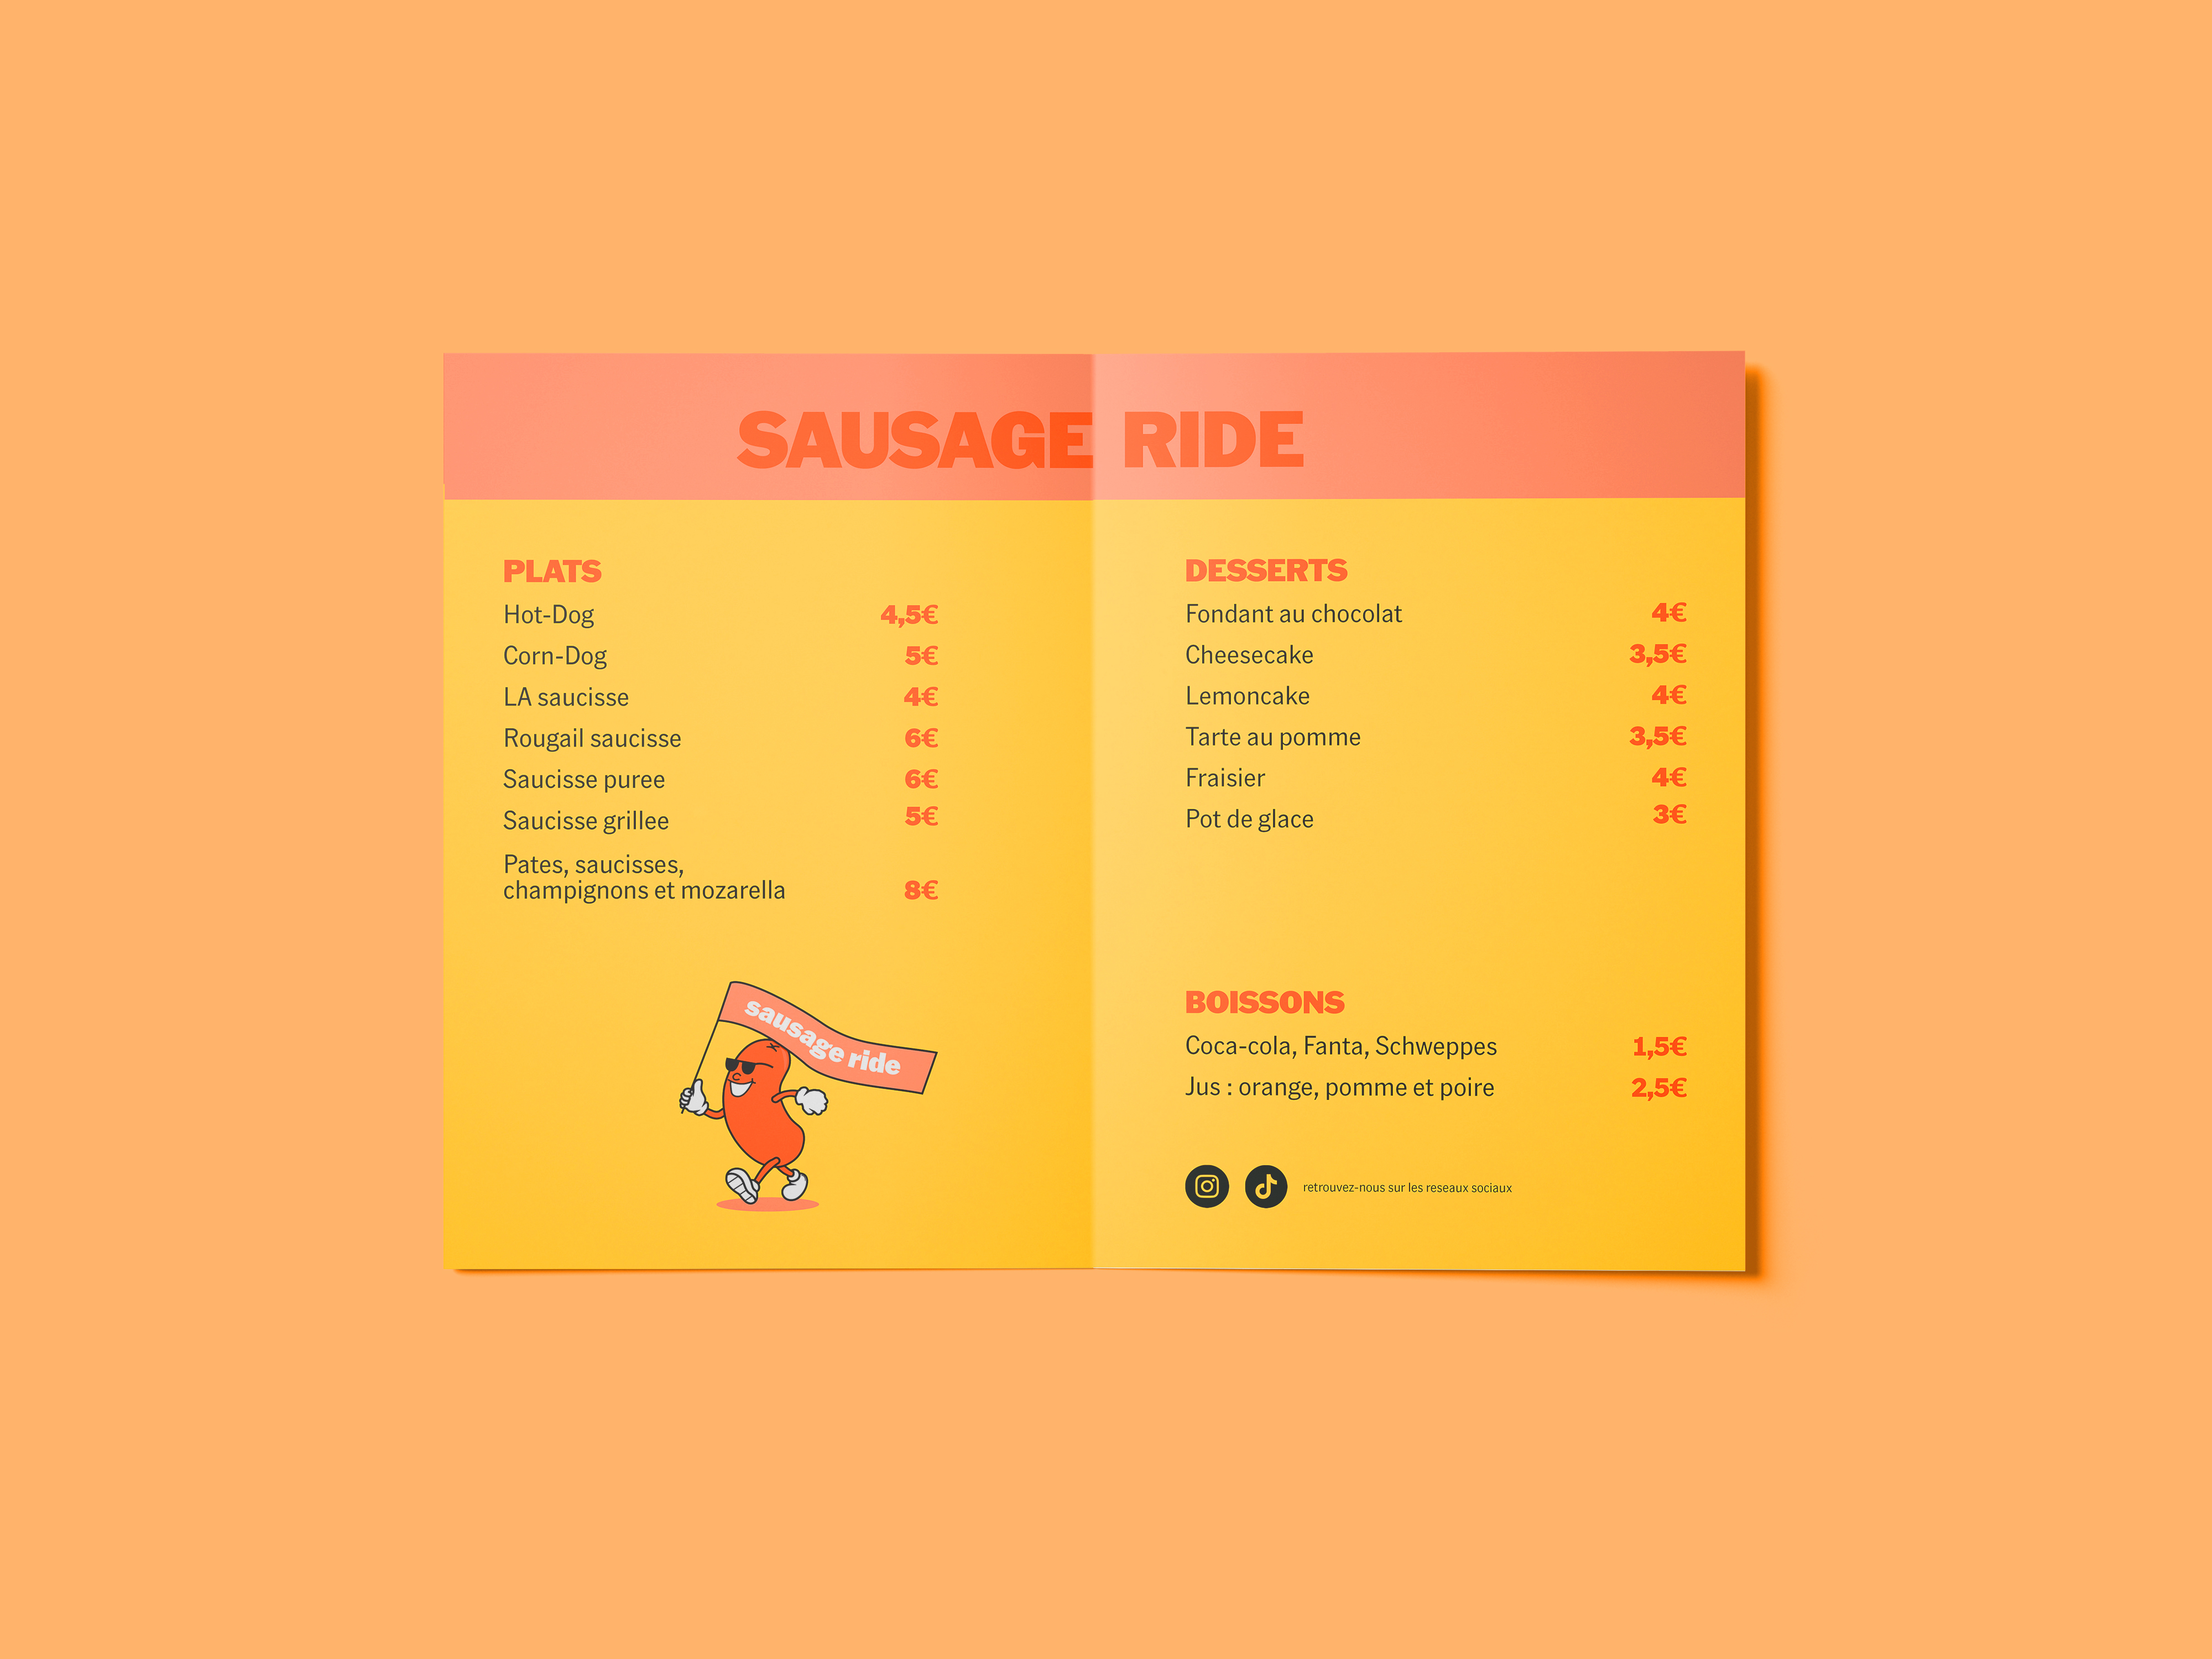 SAUSAGE RIDE
PLATS
Hot-Dog 4,5€
Corn-Dog 5€
LA saucisse 4€
Rougail saucisse 6€
Saucisse puree 6€
Saucisse grillee 5€
Pates, saucisses,
champignons et mozarella 8€
sausage ride
DESSERTS
Fondant au chocolat 4€
Cheesecake 3,5€
Lemoncake 4€
Tarte au pomme 3,5€
Fraisier 4€
Pot de glace 3€
BOISSONS
Coca-cola, Fanta, Schweppes 1,5€
Jus : orange, pomme et poire 2,5€
retrouvez-nous sur les reseaux sociaux